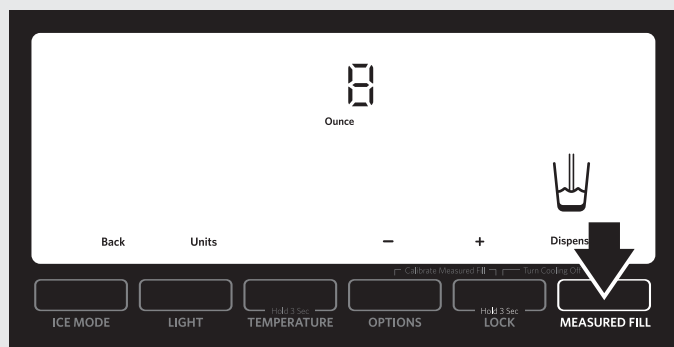 8
Ounce
Back Units – + Dispens
Calibrate Measured Fill Turn Cooling Off
Hold 3 Sec Hold 3 Sec
ICE MODE LIGHT TEMPERATURE OPTIONS LOCK MEASURED FILL